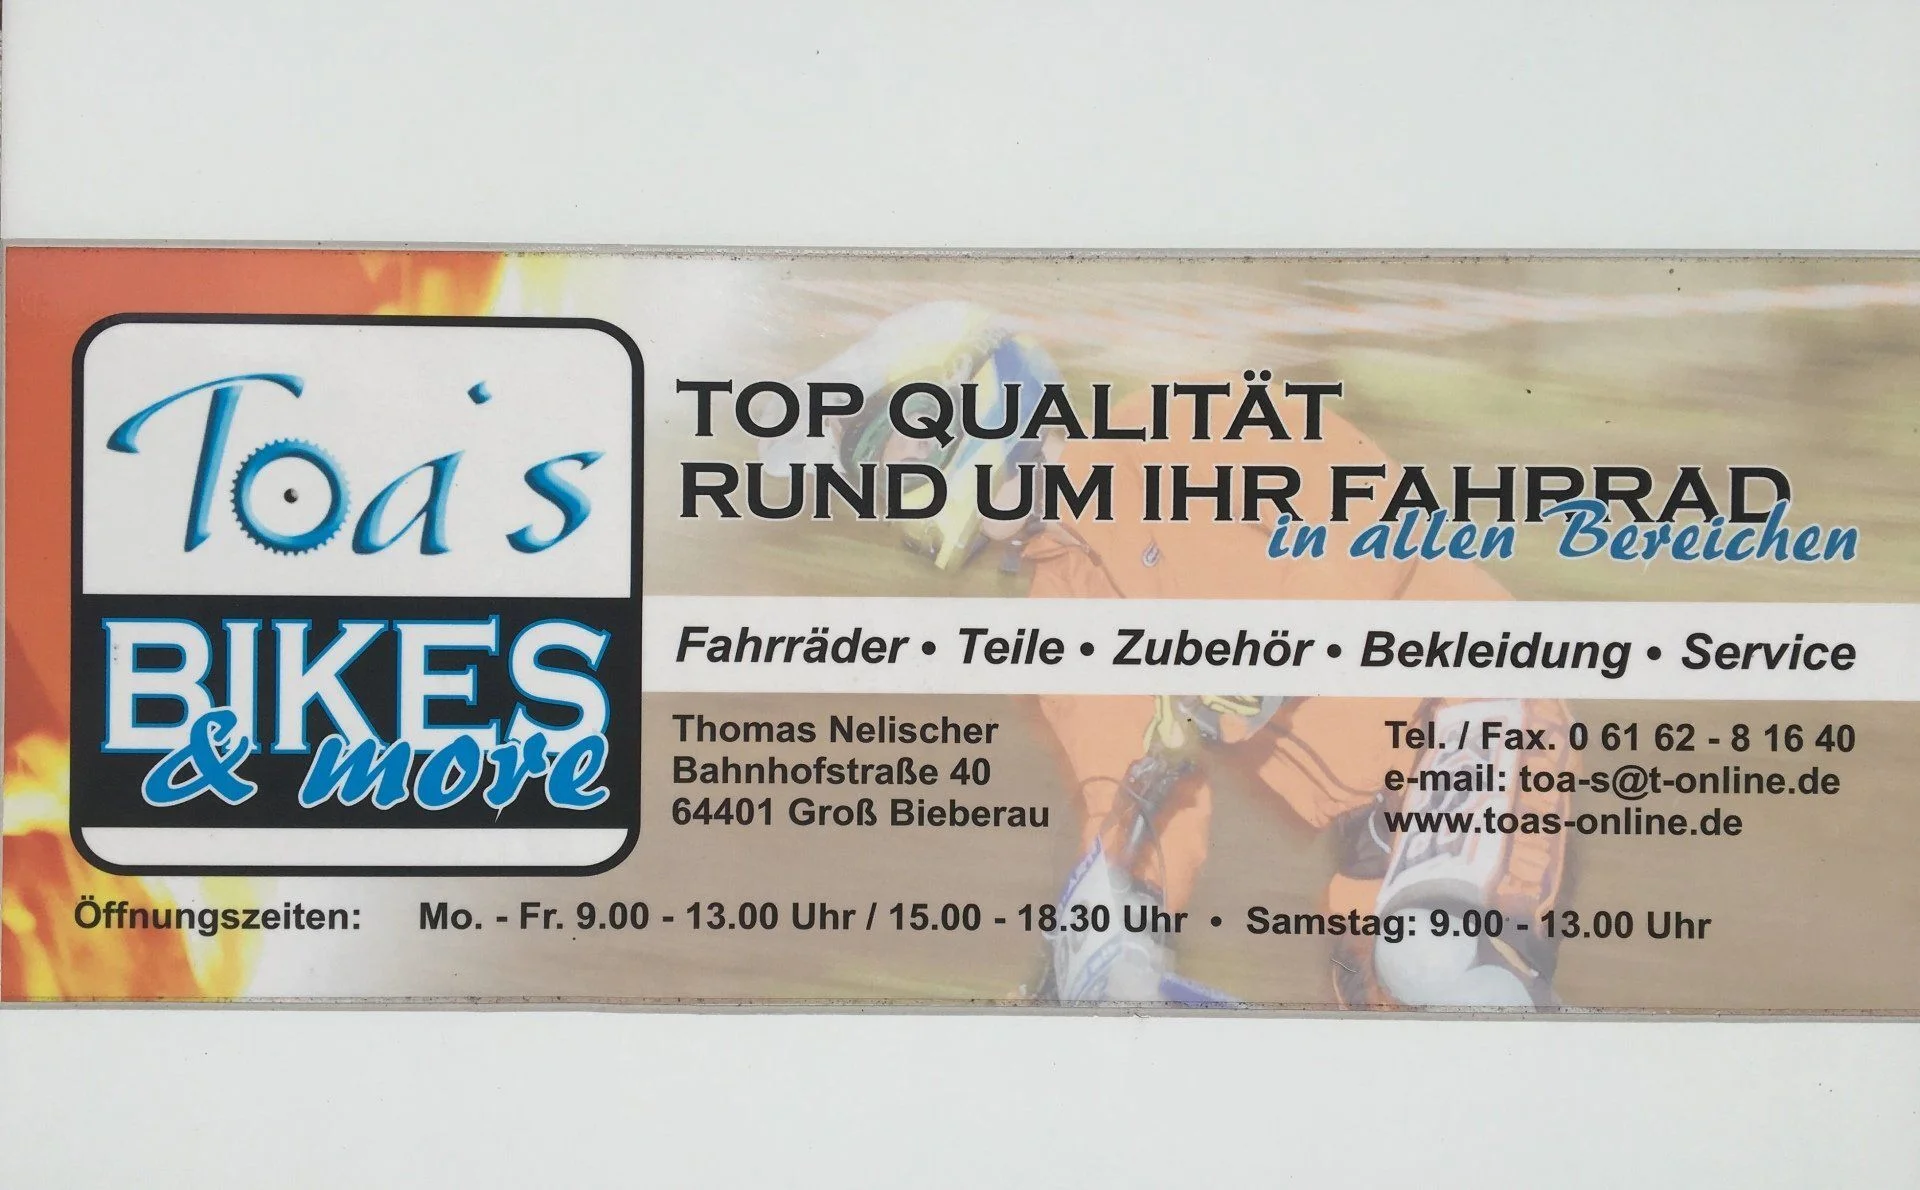 Toa's
BIKES
& more
TOP QUALITÄT
RUND UM IHR FAHRRAD
in allen Bereichen
Fahrräder • Teile • Zubehör • Bekleidung • Service
Thomas Nelischer
Bahnhofstraße 40
64401 Groß Bieberau
Tel. / Fax. 0 61 62 - 8 16 40
e-mail: toa-s@t-online.de
www.toas-online.de
Öffnungszeiten: Mo. - Fr. 9.00 - 13.00 Uhr / 15.00 - 18.30 Uhr • Samstag: 9.00 - 13.00 Uhr